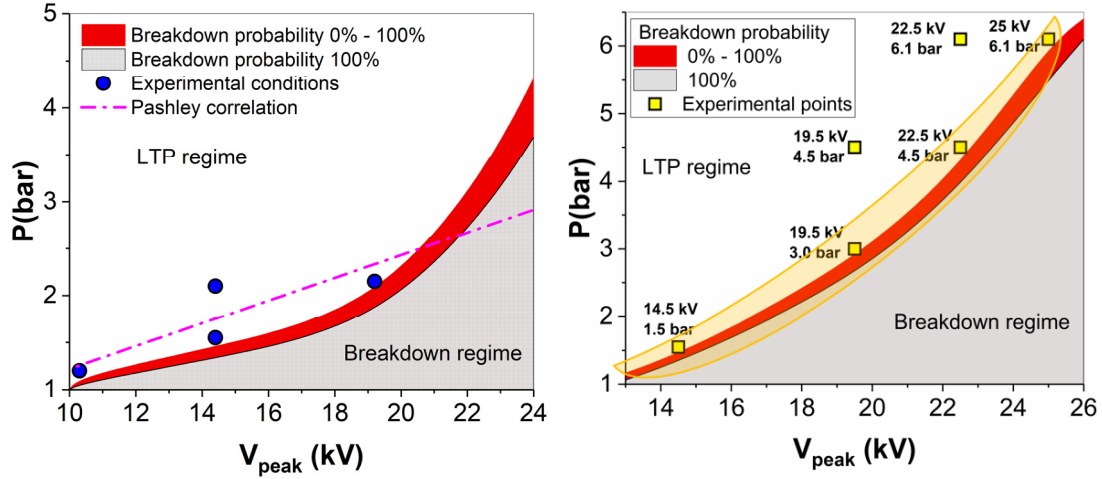 5
4
3
2
1
P(bar)
Breakdown probability 0% - 100%
Breakdown probability 100%
Experimental conditions
Pashley correlation
LTP regime
Breakdown regime
10 12 14 16 18 20 22 24
V_peak (kV)
6
5
4
3
2
1
P(bar)
Breakdown probability
0% - 100%
100%
Experimental points
22.5 kV
6.1 bar
25 kV
6.1 bar
19.5 kV
4.5 bar
22.5 kV
4.5 bar
LTP regime
19.5 kV
3.0 bar
14.5 kV
1.5 bar
Breakdown regime
14 16 18 20 22 24 26
V_peak (kV)